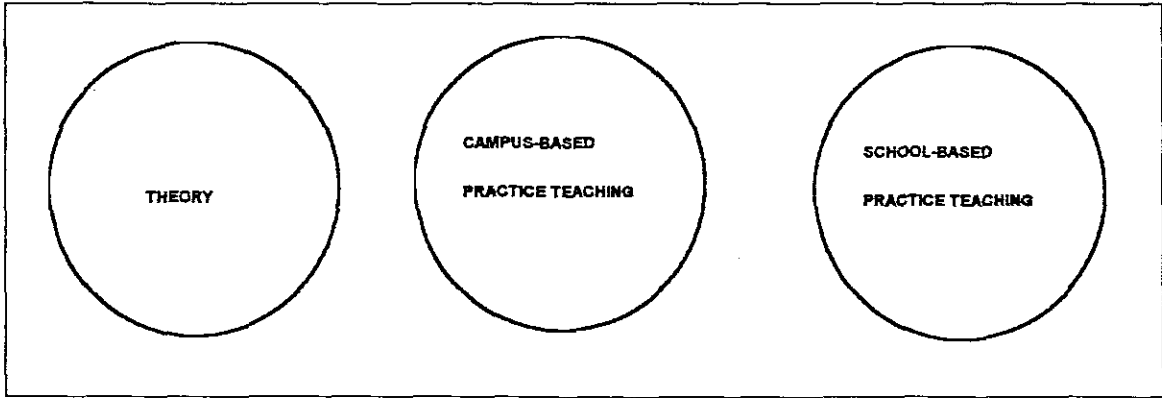 THEORY
CAMPUS-BASED
PRACTICE TEACHING
SCHOOL-BASED
PRACTICE TEACHING